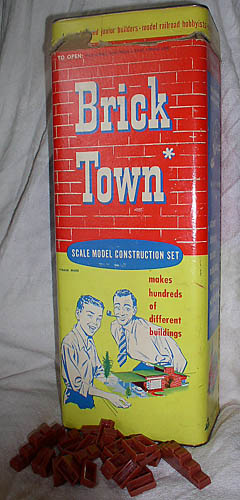 junior builders - model railroad hobbyists
TO OPEN:
Brick
Town*
SCALE MODEL CONSTRUCTION SET
makes
hundreds
of
different
buildings